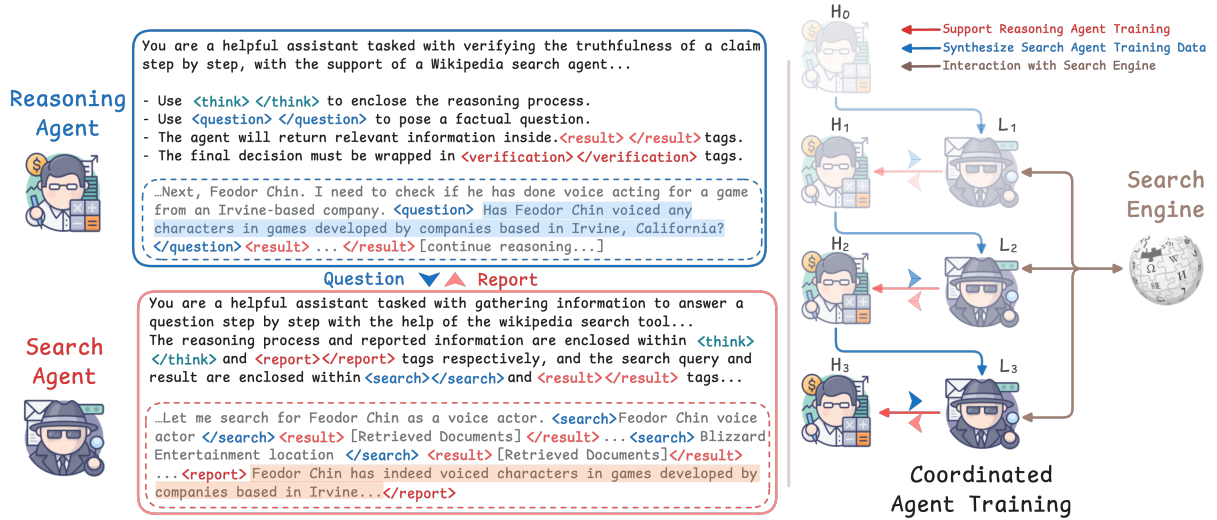 Reasoning
Agent
You are a helpful assistant tasked with verifying the truthfulness of a claim
step by step, with the support of a Wikipedia search agent...
- Use <think> </think> to enclose the reasoning process.
- Use <question> </question> to pose a factual question.
- The agent will return relevant information inside.<result> </result> tags.
- The final decision must be wrapped in <verification></verification> tags.
…Next, Feodor Chin. I need to check if he has done voice acting for a game
from an Irvine-based company. <question> Has Feodor Chin voiced any
characters in games developed by companies based in Irvine, California?
</question> <result> ... </result> [continue reasoning...]
Question
Report
Search
Agent
You are a helpful assistant tasked with gathering information to answer a
question step by step with the help of the wikipedia search tool...
The reasoning process and reported information are enclosed within <think>
</think> and <report></report> tags respectively, and the search query and
result are enclosed within <search></search> and <result></result> tags...
…Let me search for Feodor Chin as a voice actor. <search>Feodor Chin voice
actor </search> <result> [Retrieved Documents] </result> ... <search> Blizzard
Entertainment location </search> <result> [Retrieved Documents]</result>
... <report> Feodor Chin has indeed voiced characters in games developed by
companies based in Irvine...</report>
H0
Support Reasoning Agent Training
Synthesize Search Agent Training Data
Interaction with Search Engine
H1
L1
H2
L2
H3
L3
Search
Engine
Coordinated
Agent Training